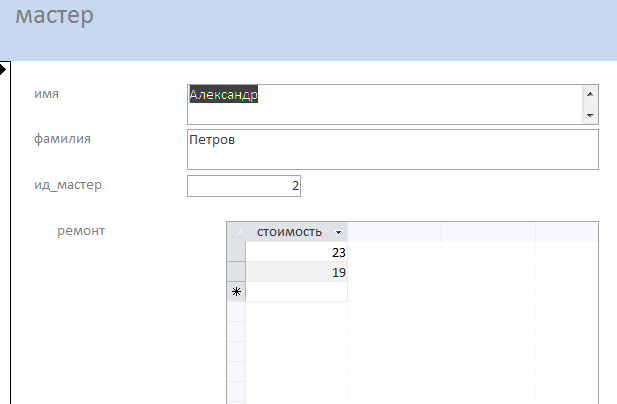 мастер
имя Александр
фамилия Петров
ид_мастер 2
ремонт стоимость
23
19